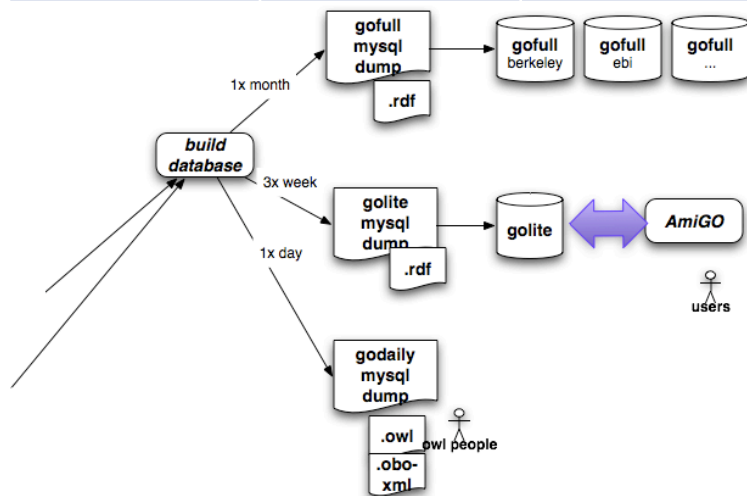 gofull
mysql
dump
.rdf
gofull
berkeley
gofull
ebi
gofull
...
1x month
build
database
3x week
golite
mysql
dump
.rdf
golite
AmiGO
users
1x day
godaily
mysql
dump
.owl
owl people
.obo-
xml